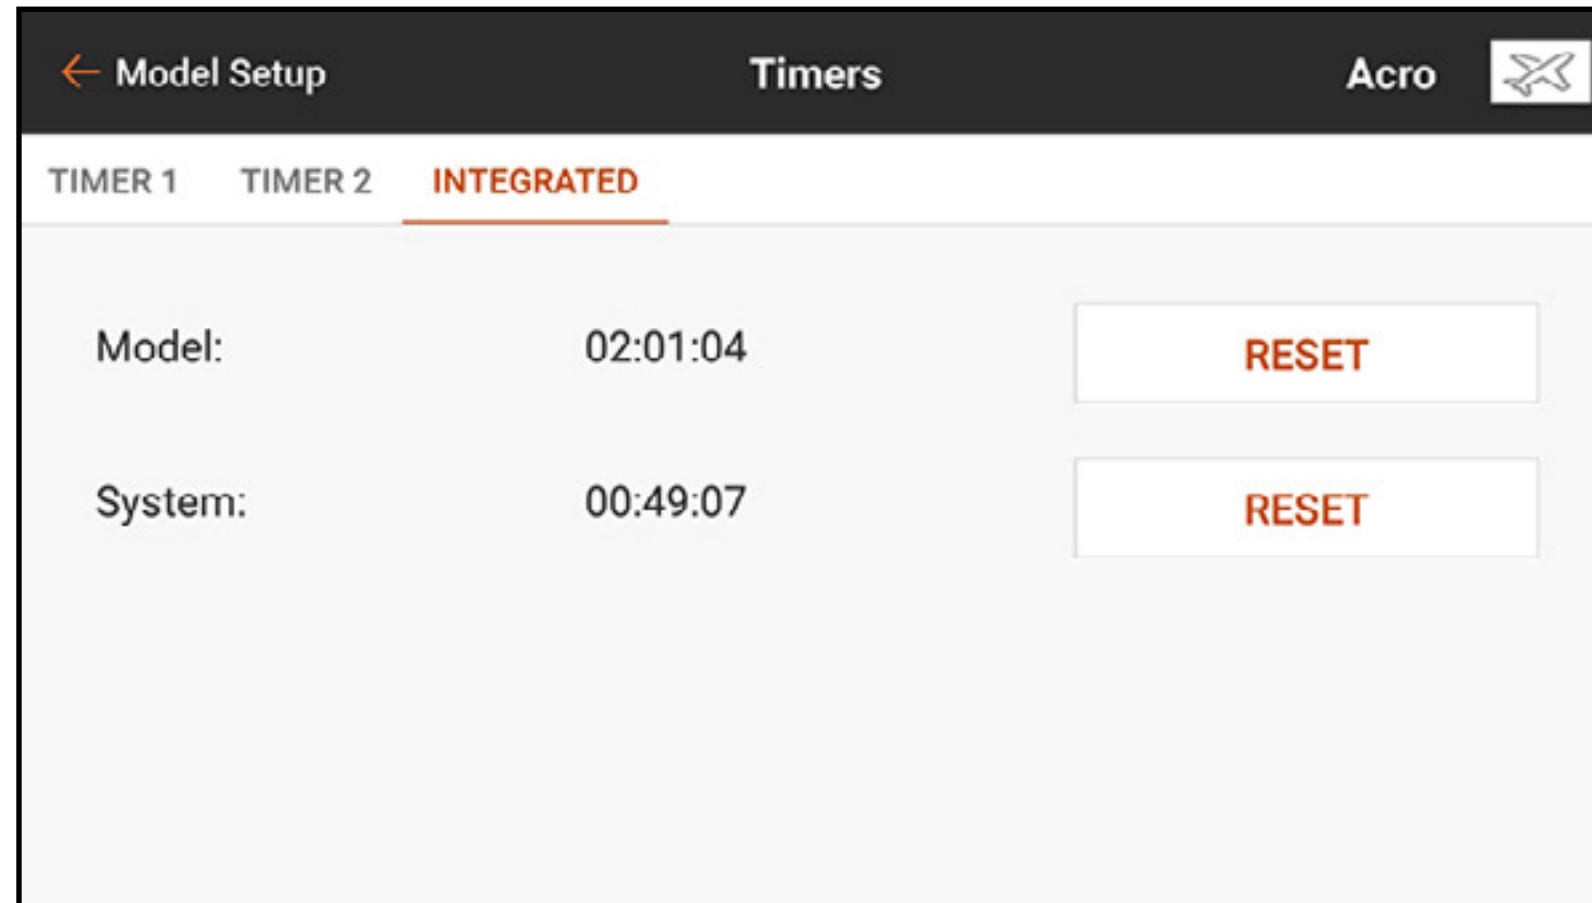 Model Setup Timers Acro
TIMER 1 TIMER 2 INTEGRATED
Model: 02:01:04 RESET
System: 00:49:07 RESET